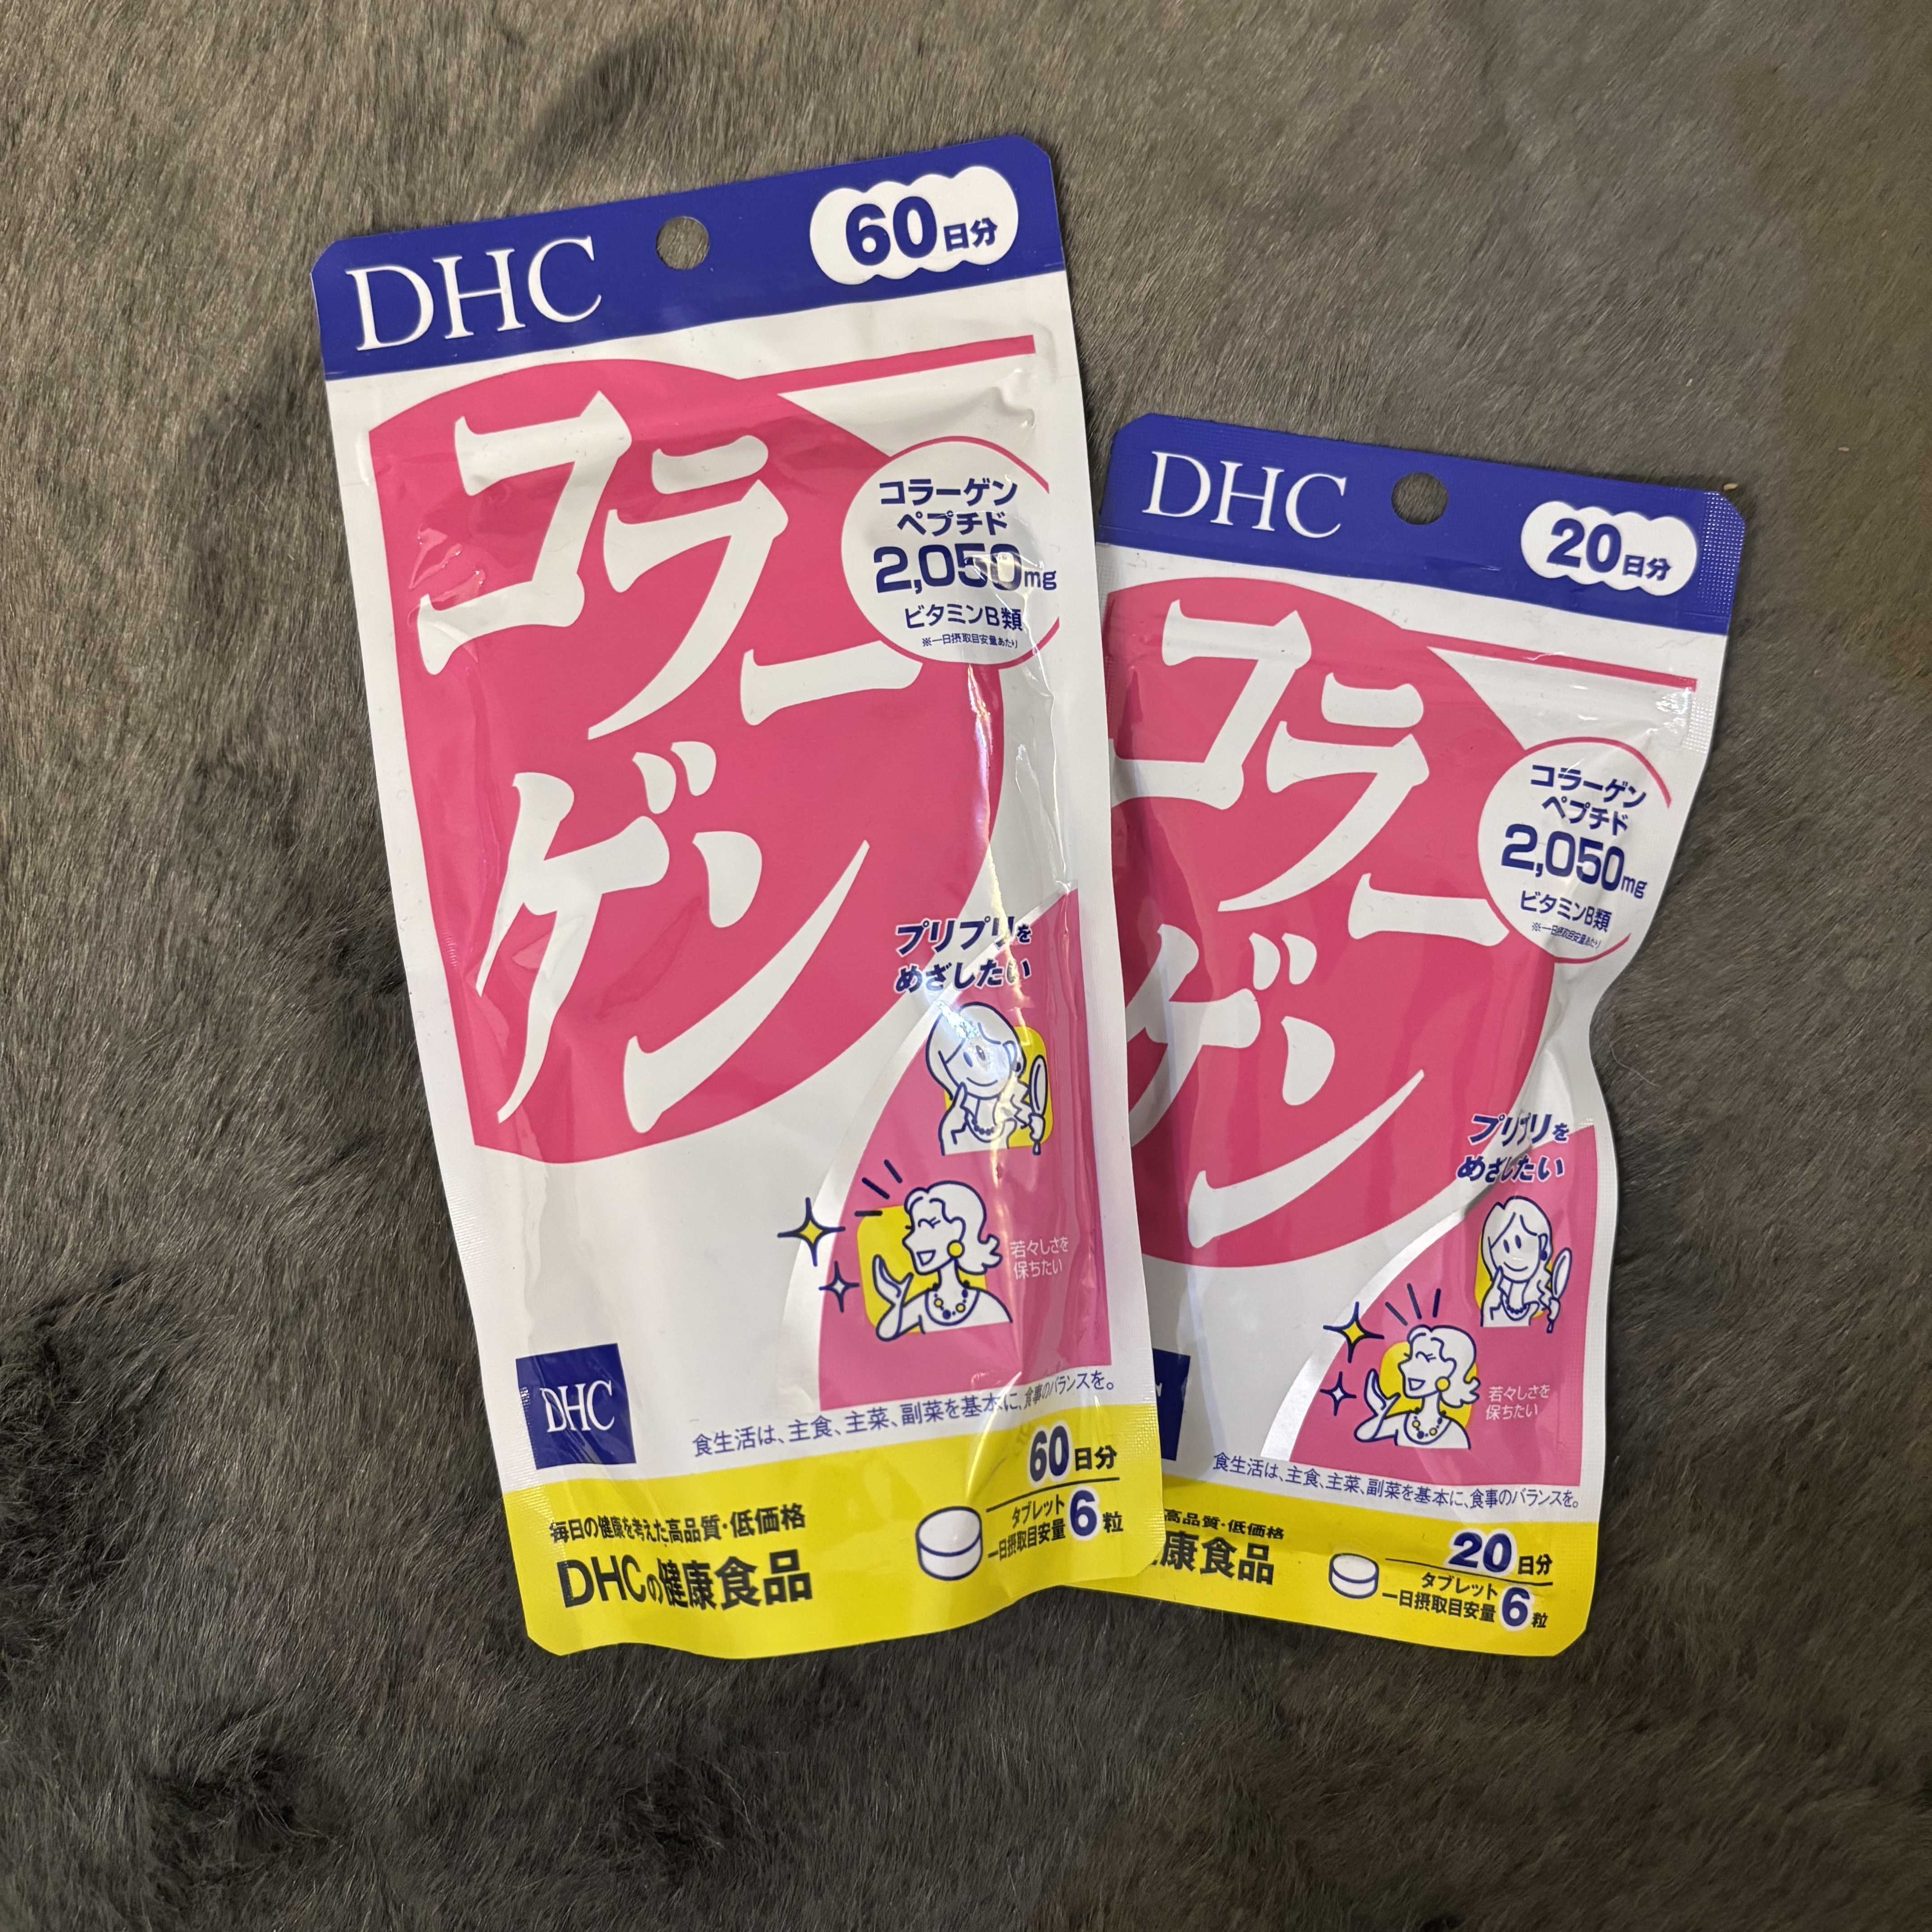 DHC
60日分
コラー
ゲン
コラーゲン
ペプチド
2,050mg
ビタミンB類
※一日摂取目安量あたり
プリプリを
めざしたい
若々しさを
保ちたい
DHC
食生活は、主食、主菜、副菜を基本に、食事のバランスを。
毎日の健康を考えた高品質・低価格
DHCの健康食品
60日分
タブレット
一日摂取目安量6粒
DHC
20日分
コラー
ゲン
コラーゲン
ペプチド
2,050mg
ビタミンB類
※一日摂取目安量あたり
プリプリを
めざしたい
若々しさを
保ちたい
食生活は、主食、主菜、副菜を基本に、食事のバランスを。
高品質・低価格
康食品
20日分
タブレット
一日摂取目安量6粒